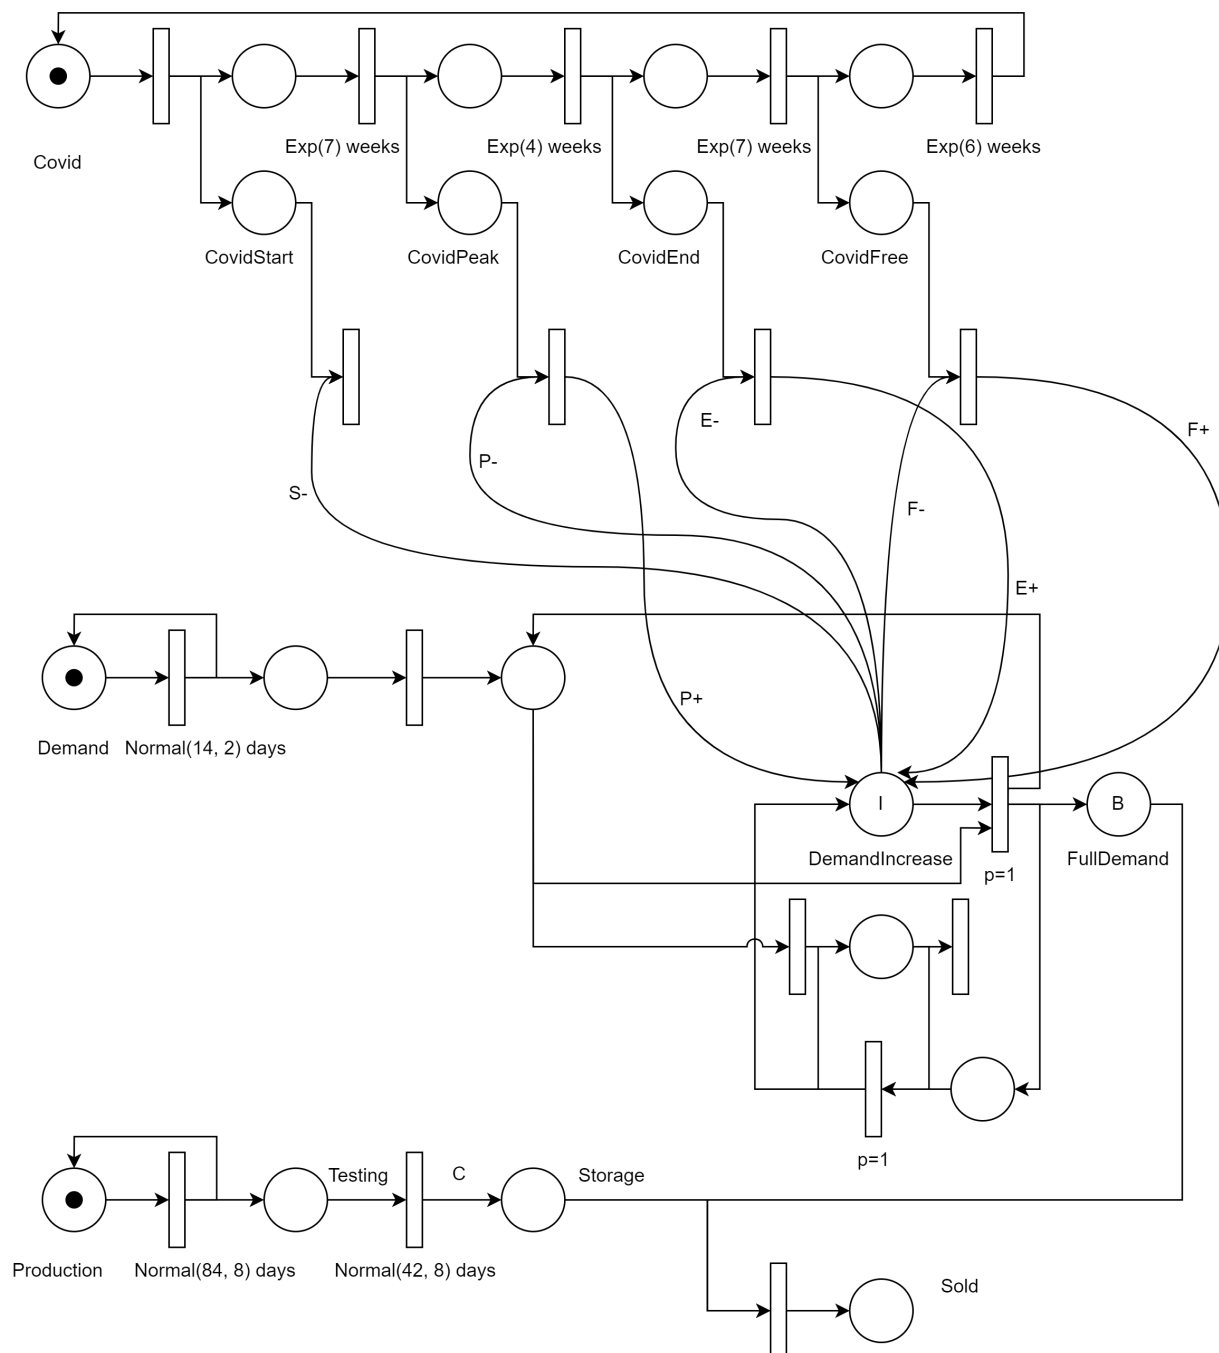 Covid
Exp(7) weeks
Exp(4) weeks
Exp(7) weeks
Exp(6) weeks
CovidStart
CovidPeak
CovidEnd
CovidFree
E-
F+
P-
S-
F-
E+
P+
Demand
Normal(14, 2) days
I
B
DemandIncrease
FullDemand
p=1
p=1
Testing
C
Storage
Production
Normal(84, 8) days
Normal(42, 8) days
Sold